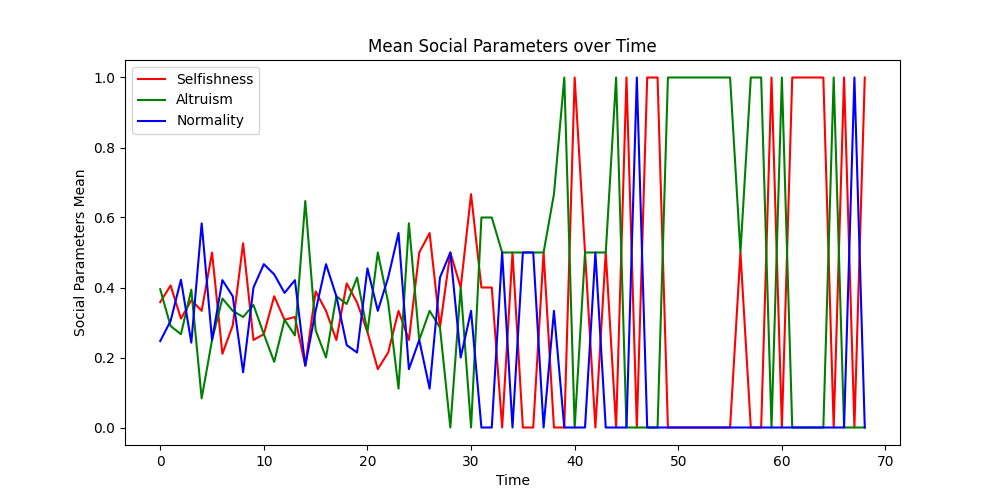 Mean Social Parameters over Time
Selfishness
Altruism
Normality
1.0
0.8
0.6
0.4
0.2
0.0
Social Parameters Mean
0 10 20 30 40 50 60 70
Time